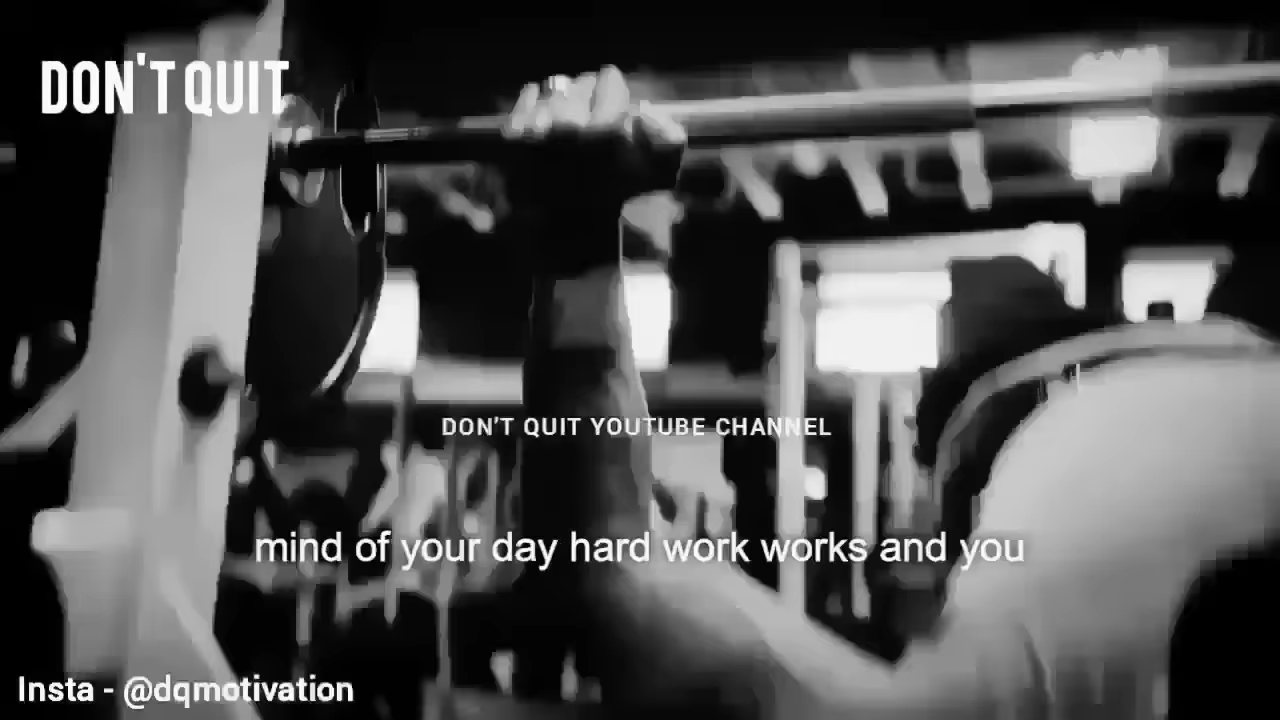 DON'T QUIT
DON'T QUIT YOUTUBE CHANNEL
mind of your day hard work works and you
Insta - @dqmotivation